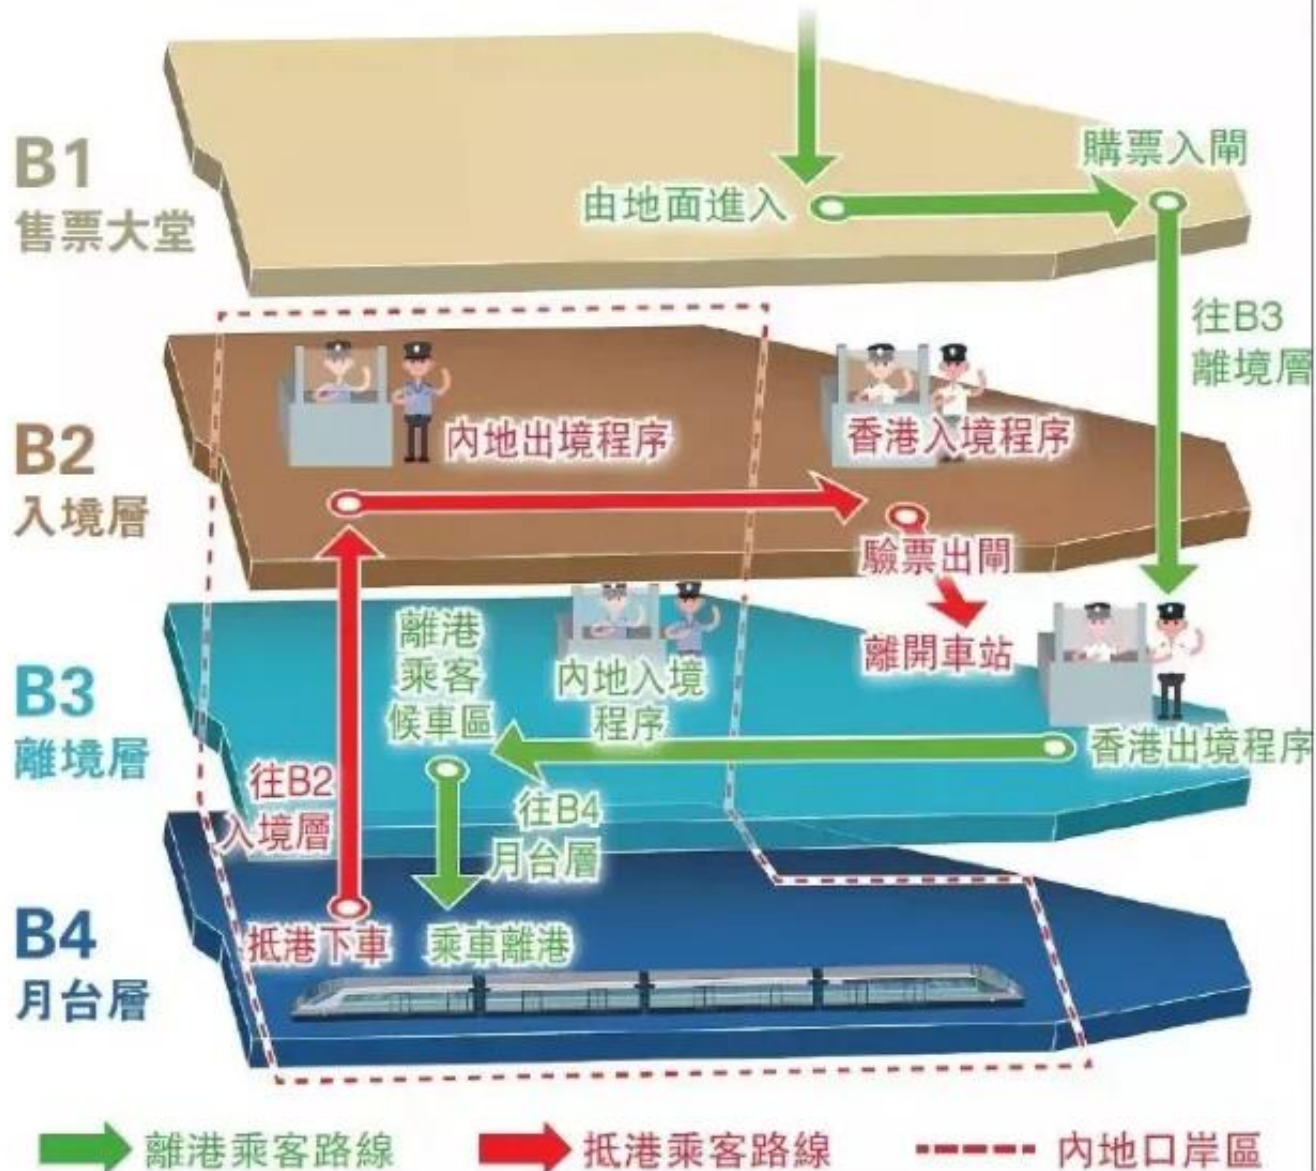 B1
售票大堂
由地面進入
購票入閘
往B3
離境層
B2
入境層
內地出境程序
香港入境程序
驗票出閘
離開車站
B3
離境層
離港
乘客
候車區
內地入境
程序
香港出境程序
往B2
入境層
往B4
月台層
B4
月台層
抵港下車
乘車離港
離港乘客路線
抵港乘客路線
內地口岸區